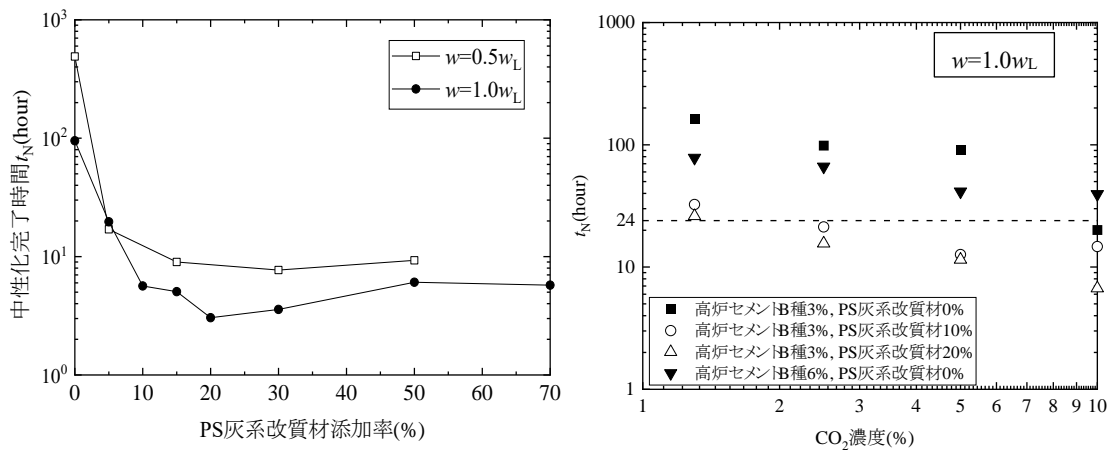 中性化完了時間t_N(hour)
10³
10²
10¹
10⁰
w=0.5w_L
w=1.0w_L
0 10 20 30 40 50 60 70
PS灰系改質材添加率(%)
t_N(hour)
1000
100
24
10
1
w=1.0w_L
高炉セメントB種3%, PS灰系改質材0%
高炉セメントB種3%, PS灰系改質材10%
高炉セメントB種3%, PS灰系改質材20%
高炉セメントB種6%, PS灰系改質材0%
1 2 3 4 5 6 7 8 9 10
CO₂濃度(%)